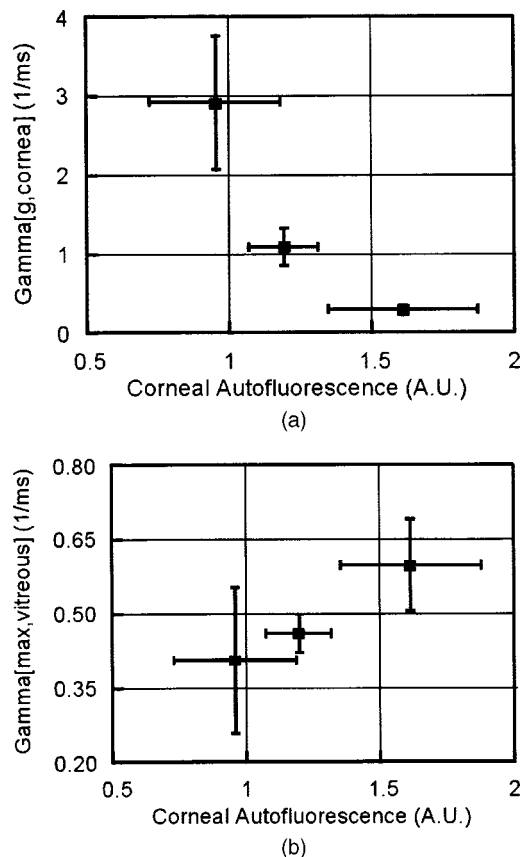 4
3
2
1
0
Gamma[g,cornea] (1/ms)
0.5 1 1.5 2
Corneal Autofluorescence (A.U.)
(a)
0.80
0.65
0.50
0.35
0.20
Gamma[max,vitreous] (1/ms)
0.5 1 1.5 2
Corneal Autofluorescence (A.U.)
(b)